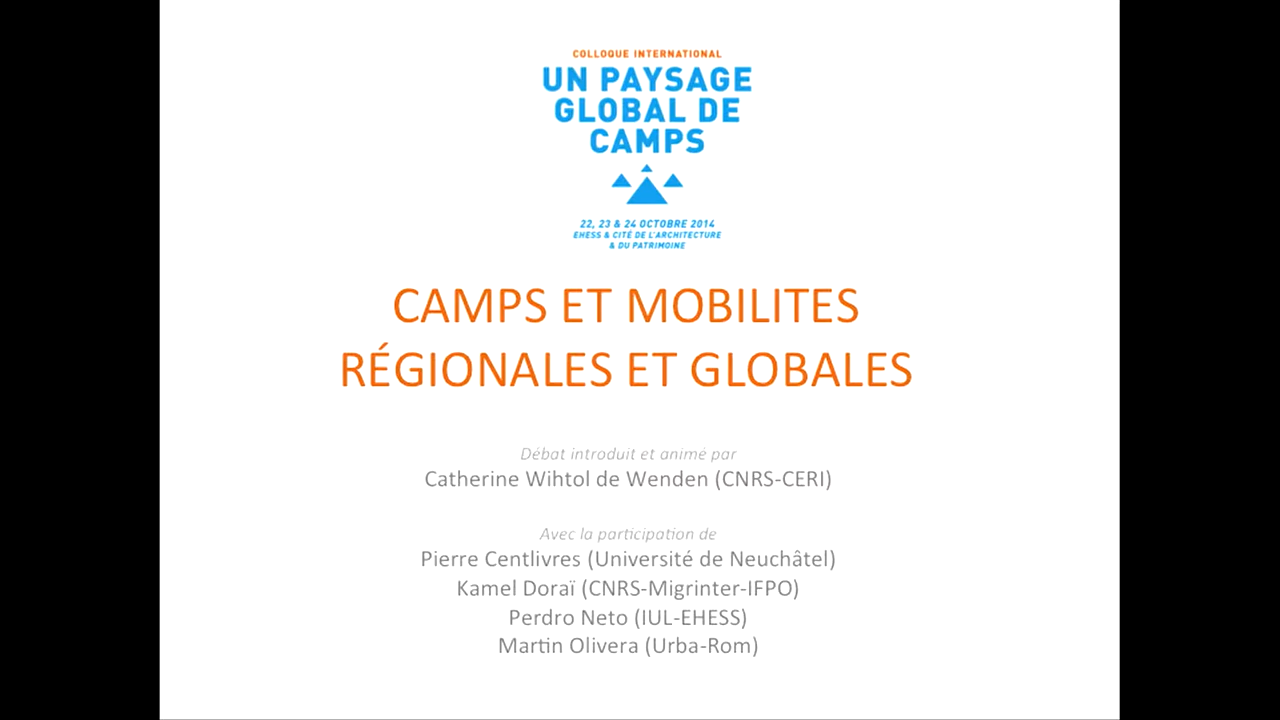 COLLOQUE INTERNATIONAL
UN PAYSAGE
GLOBAL DE
CAMPS
22, 23 & 24 OCTOBRE 2014
EHESS & CITÉ DE L'ARCHITECTURE
& DU PATRIMOINE
CAMPS ET MOBILITES
RÉGIONALES ET GLOBALES
Débat introduit et animé par
Catherine Wihtol de Wenden (CNRS-CERI)
Avec la participation de
Pierre Centlivres (Université de Neuchâtel)
Kamel Doraï (CNRS-Migrinter-IFPO)
Perdro Neto (IUL-EHESS)
Martin Olivera (Urba-Rom)